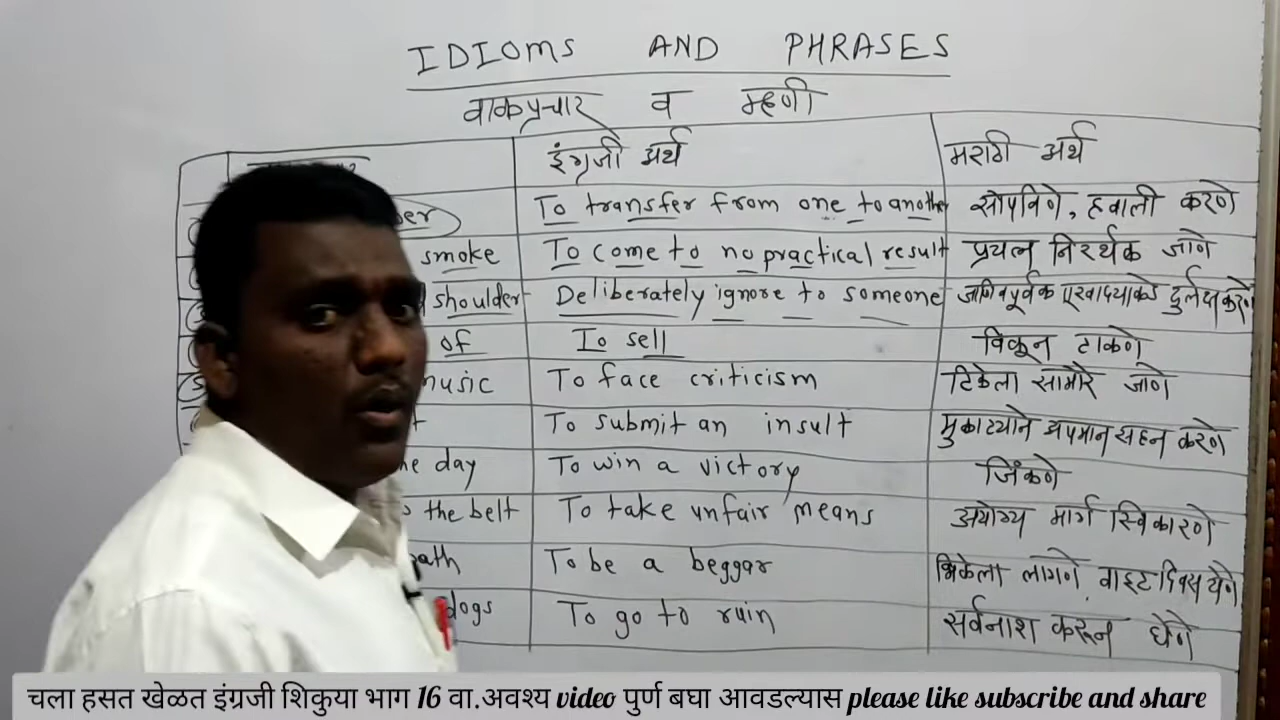 IDIOMS AND PHRASES
वाकप्रचार व म्हणी
इंग्रजी अर्थ मराठी अर्थ
To transfer from one to another सोपविणे, हवाली करणे
smoke To come to no practical result प्रयत्न निरर्थक जाणे
shoulder Deliberately ignore to someone जाणिवपूर्वक एखाद्याकडे दुर्लक्ष करणे
of To sell विकून टाकणे
music To face criticism टिकेला सामोरे जाणे
To submit an insult मुकाट्याने अपमान सहन करणे
the day To win a victory जिंकणे
the belt To take unfair means अयोग्य मार्ग स्विकारणे
path To be a beggar भिकेला लागणे, वाइट दिवस येणे
dogs To go to ruin सर्वनाश करून घेणे
चला हसत खेळत इंग्रजी शिकुया भाग 16 वा.अवश्य video पुर्ण बघा आवडल्यास please like subscribe and share